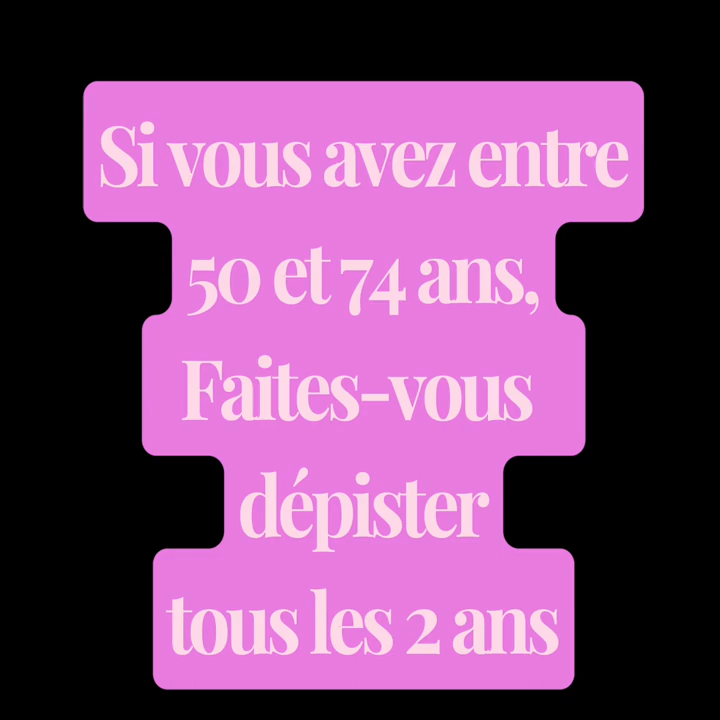 Si vous avez entre
50 et 74 ans,
Faites-vous
dépister
tous les 2 ans